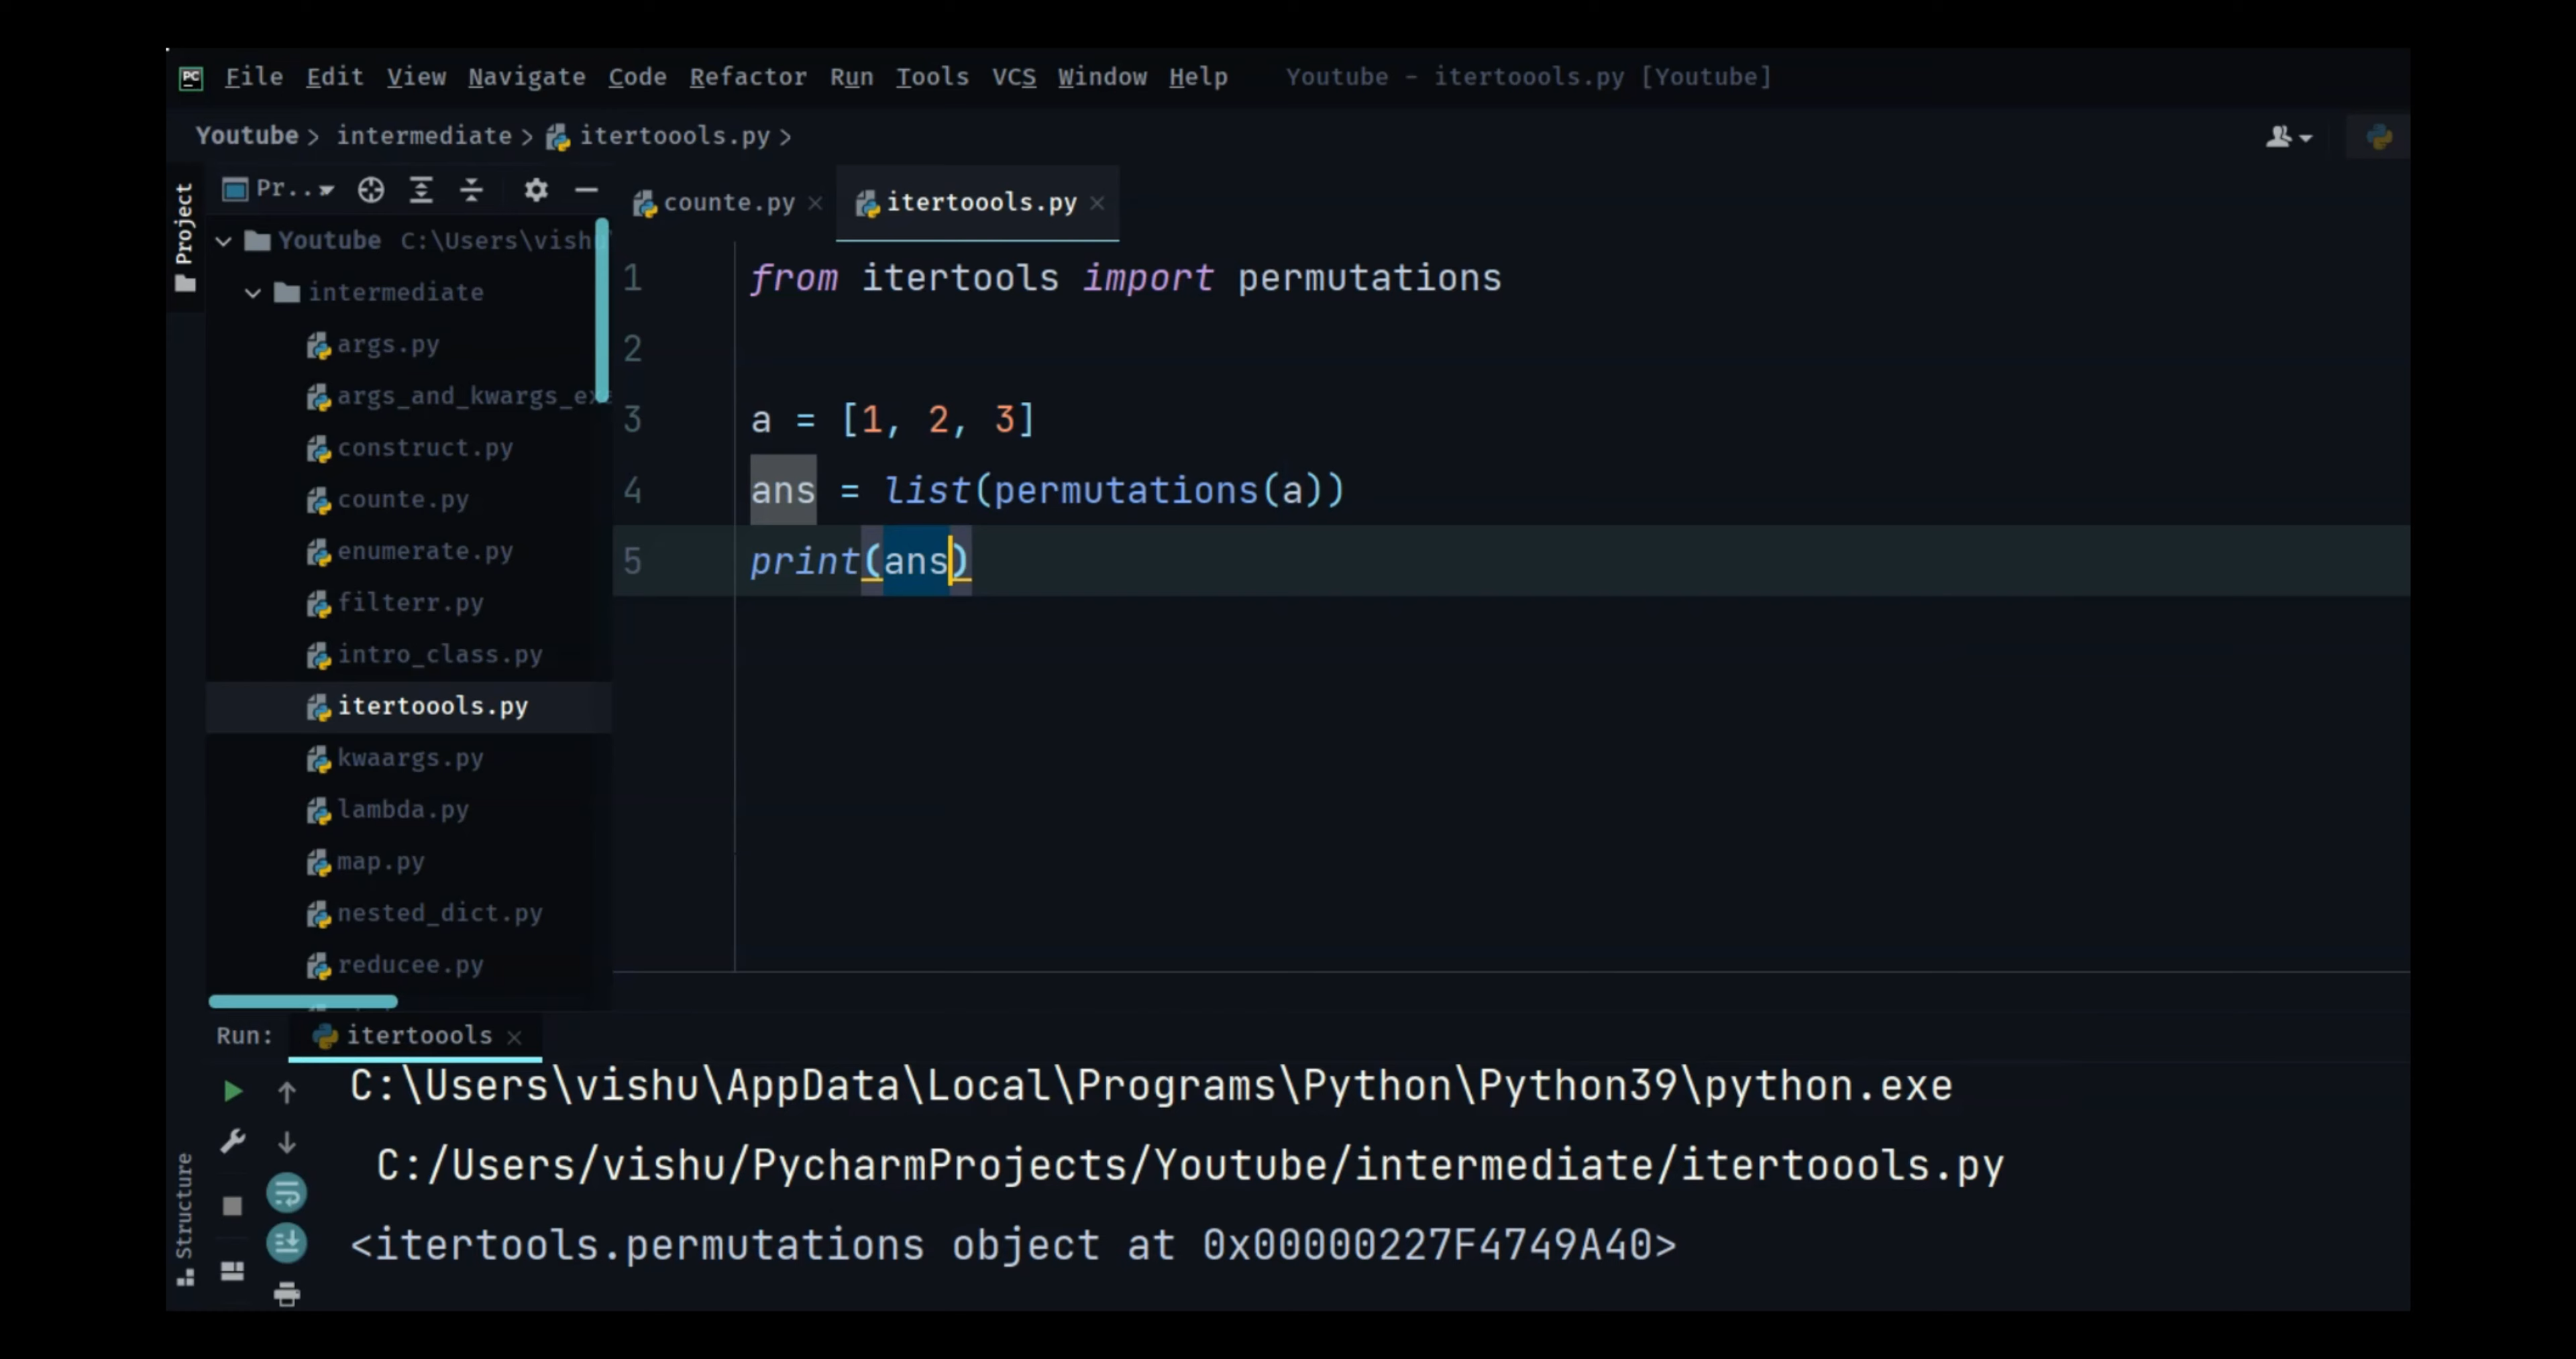 File Edit View Navigate Code Refactor Run Tools VCS Window Help Youtube - itertoools.py [Youtube]
Youtube > intermediate > itertoools.py >
Project
Pr...
Youtube C:\Users\vishu
intermediate
args.py
args_and_kwargs_exa
construct.py
counte.py
enumerate.py
filterr.py
intro_class.py
itertoools.py
kwaargs.py
lambda.py
map.py
nested_dict.py
reducee.py
counte.py itertoools.py
1 from itertools import permutations
2
3 a = [1, 2, 3]
4 ans = list(permutations(a))
5 print(ans)
Run: itertoools
C:\Users\vishu\AppData\Local\Programs\Python\Python39\python.exe
C:/Users/vishu/PycharmProjects/Youtube/intermediate/itertoools.py
<itertools.permutations object at 0x00000227F4749A40>
Structure